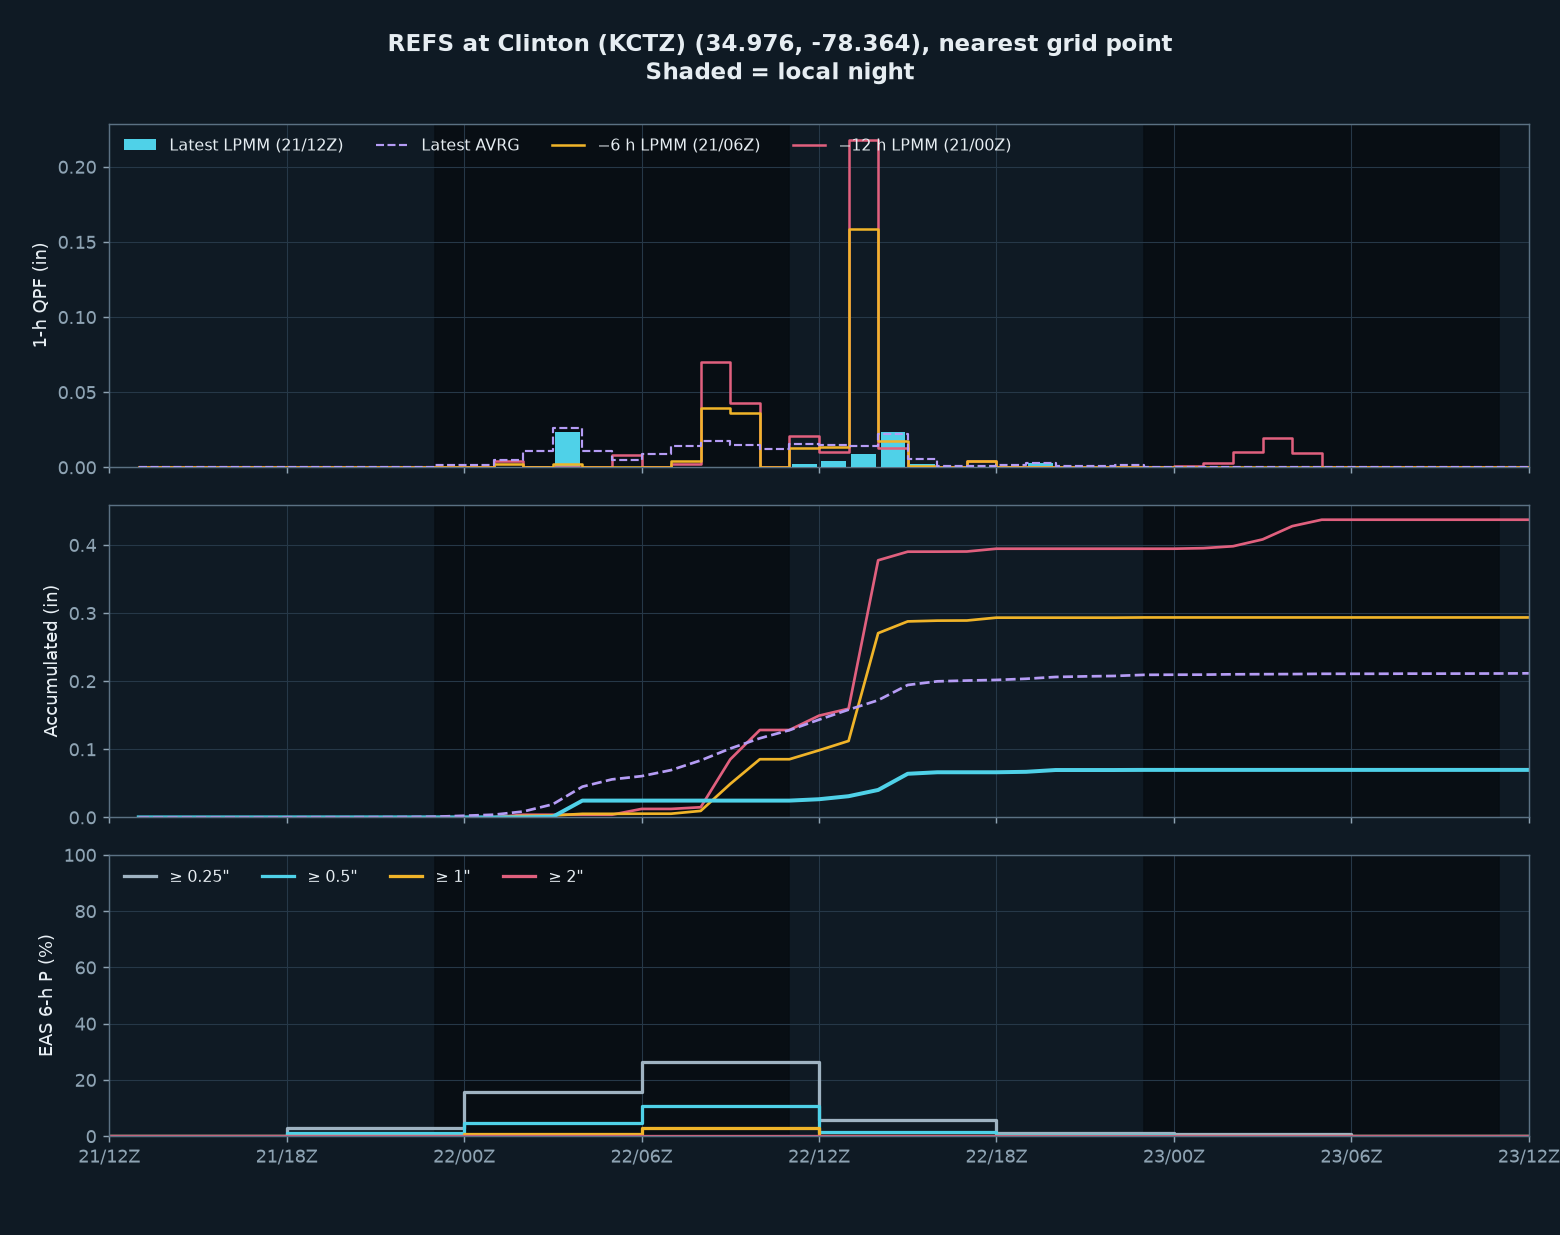 REFS at Clinton (KCTZ) (34.976, -78.364), nearest grid point
Shaded = local night
Latest LPMM (21/12Z)
Latest AVRG
−6 h LPMM (21/06Z)
−12 h LPMM (21/00Z)
1-h QPF (in)
0.20
0.15
0.10
0.05
0.00
Accumulated (in)
0.4
0.3
0.2
0.1
0.0
≥ 0.25"
≥ 0.5"
≥ 1"
≥ 2"
EAS 6-h P (%)
100
80
60
40
20
0
21/12Z
21/18Z
22/00Z
22/06Z
22/12Z
22/18Z
23/00Z
23/06Z
23/12Z